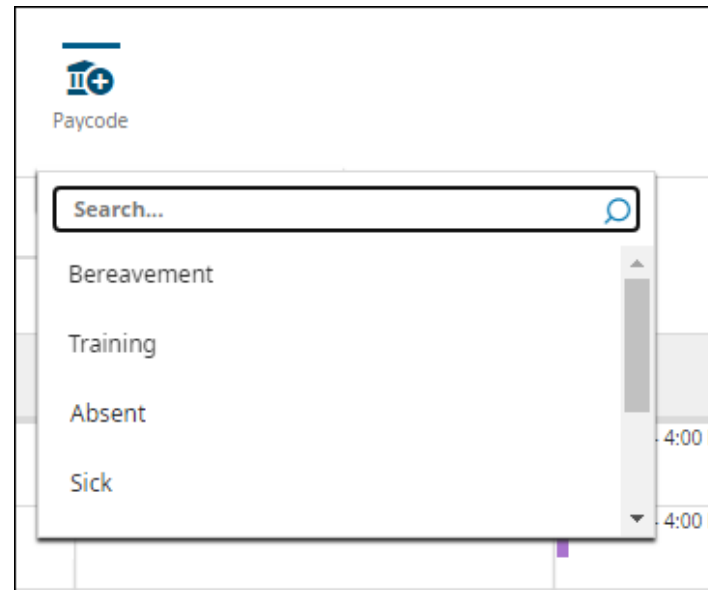 Paycode
Search...
Bereavement
Training
Absent
4:00
Sick
4:00